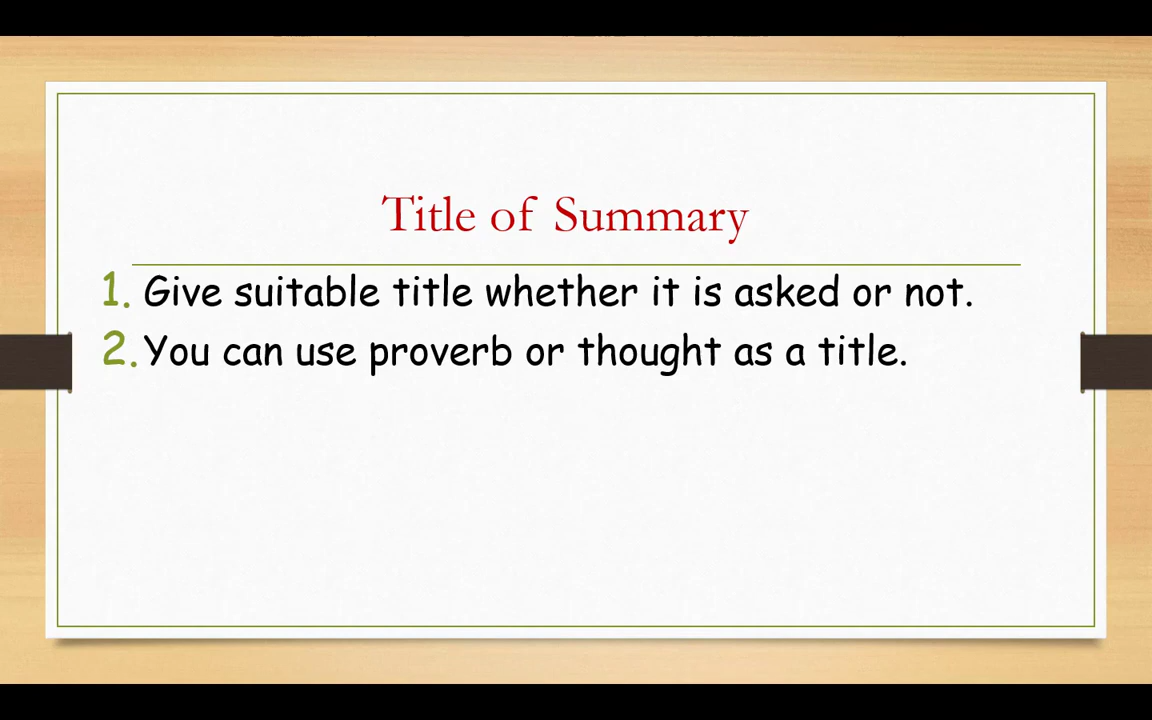 Title of Summary
1. Give suitable title whether it is asked or not.
2. You can use proverb or thought as a title.